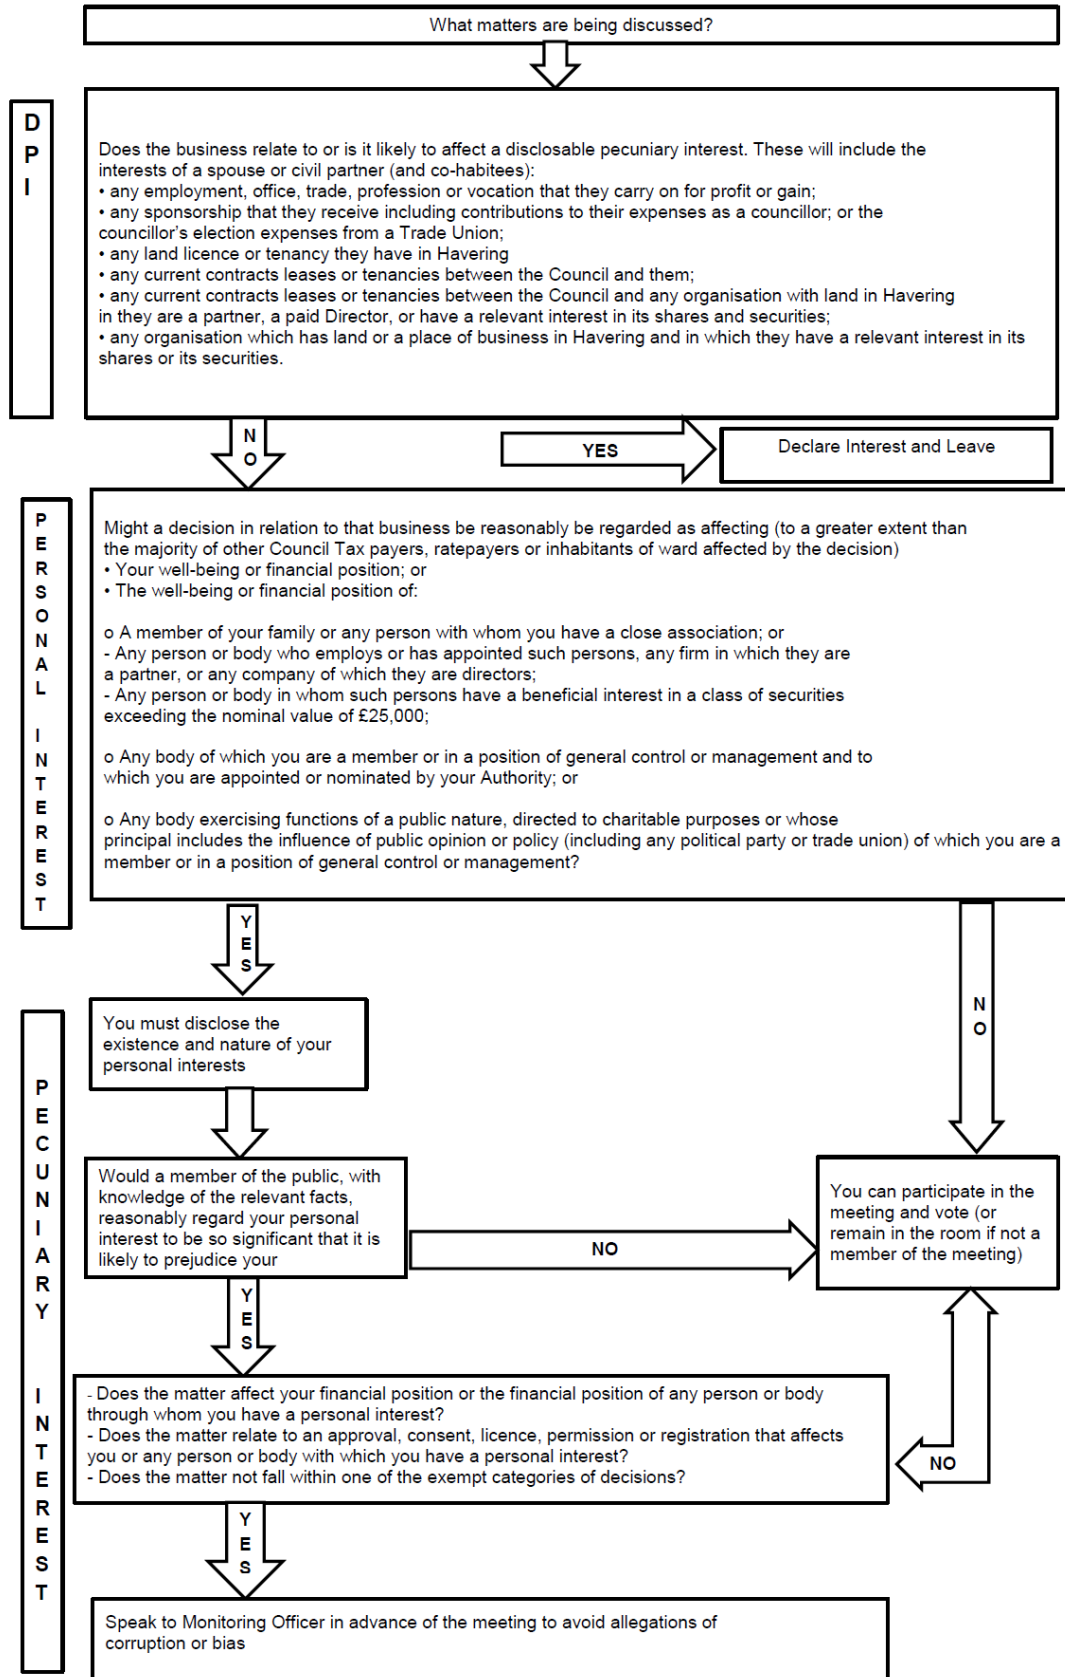 What matters are being discussed?
D
P
I
Does the business relate to or is it likely to affect a disclosable pecuniary interest. These will include the
interests of a spouse or civil partner (and co-habitees):
• any employment, office, trade, profession or vocation that they carry on for profit or gain;
• any sponsorship that they receive including contributions to their expenses as a councillor; or the
councillor's election expenses from a Trade Union;
• any land licence or tenancy they have in Havering
• any current contracts leases or tenancies between the Council and them;
• any current contracts leases or tenancies between the Council and any organisation with land in Havering
in they are a partner, a paid Director, or have a relevant interest in its shares and securities;
• any organisation which has land or a place of business in Havering and in which they have a relevant interest in its
shares or its securities.
N
O
YES
Declare Interest and Leave
P
E
R
S
O
N
A
L
I
N
T
E
R
E
S
T
Might a decision in relation to that business be reasonably be regarded as affecting (to a greater extent than
the majority of other Council Tax payers, ratepayers or inhabitants of ward affected by the decision)
• Your well-being or financial position; or
• The well-being or financial position of:
o A member of your family or any person with whom you have a close association; or
- Any person or body who employs or has appointed such persons, any firm in which they are
a partner, or any company of which they are directors;
- Any person or body in whom such persons have a beneficial interest in a class of securities
exceeding the nominal value of £25,000;
o Any body of which you are a member or in a position of general control or management and to
which you are appointed or nominated by your Authority; or
o Any body exercising functions of a public nature, directed to charitable purposes or whose
principal includes the influence of public opinion or policy (including any political party or trade union) of which you are a
member or in a position of general control or management?
Y
E
S
N
O
You must disclose the
existence and nature of your
personal interests
P
E
C
U
N
I
A
R
Y
I
N
T
E
R
E
S
T
Would a member of the public, with
knowledge of the relevant facts,
reasonably regard your personal
interest to be so significant that it is
likely to prejudice your
NO
You can participate in the
meeting and vote (or
remain in the room if not a
member of the meeting)
Y
E
S
- Does the matter affect your financial position or the financial position of any person or body
through whom you have a personal interest?
- Does the matter relate to an approval, consent, licence, permission or registration that affects
you or any person or body with which you have a personal interest?
- Does the matter not fall within one of the exempt categories of decisions?
NO
Y
E
S
Speak to Monitoring Officer in advance of the meeting to avoid allegations of
corruption or bias